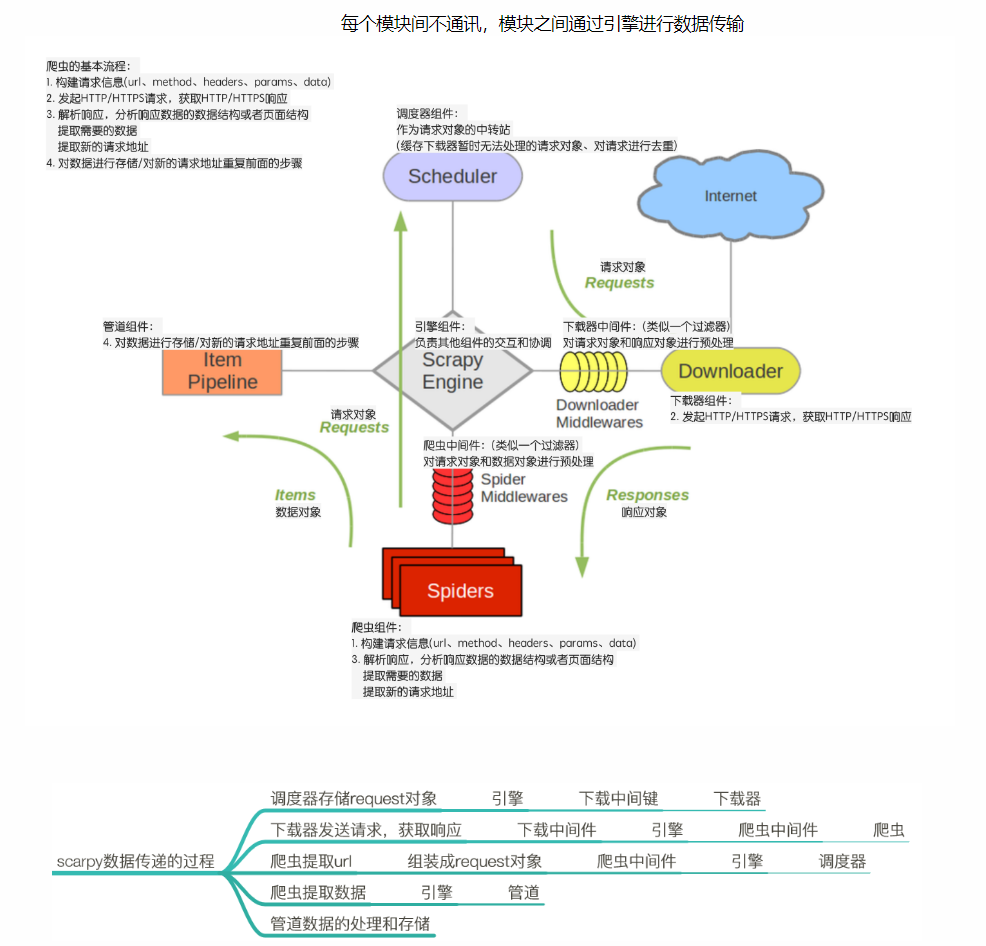 每个模块间不通讯，模块之间通过引擎进行数据传输
爬虫的基本流程：
1. 构建请求信息(url、method、headers、params、data)
2. 发起HTTP/HTTPS请求，获取HTTP/HTTPS响应
3. 解析响应，分析响应数据的数据结构或者页面结构
提取需要的数据
提取新的请求地址
4. 对数据进行存储/对新的请求地址重复前面的步骤
调度器组件：
作为请求对象的中转站
(缓存下载器暂时无法处理的请求对象、对请求进行去重)
Scheduler
Internet
请求对象
Requests
管道组件：
4. 对数据进行存储/对新的请求地址重复前面的步骤
Item
Pipeline
引擎组件：
负责其他组件的交互和协调
Scrapy
Engine
下载器中间件：(类似一个过滤器)
对请求对象和响应对象进行预处理
Downloader
Downloader
Middlewares
下载器组件：
2. 发起HTTP/HTTPS请求，获取HTTP/HTTPS响应
请求对象
Requests
爬虫中间件：(类似一个过滤器)
对请求对象和数据对象进行预处理
Spider
Middlewares
Items
数据对象
Responses
响应对象
Spiders
爬虫组件：
1. 构建请求信息(url、method、headers、params、data)
3. 解析响应，分析响应数据的数据结构或者页面结构
提取需要的数据
提取新的请求地址
scarpy数据传递的过程
调度器存储request对象 引擎 下载中间键 下载器
下载器发送请求，获取响应 下载中间件 引擎 爬虫中间件 爬虫
爬虫提取url 组装成request对象 爬虫中间件 引擎 调度器
爬虫提取数据 引擎 管道
管道数据的处理和存储